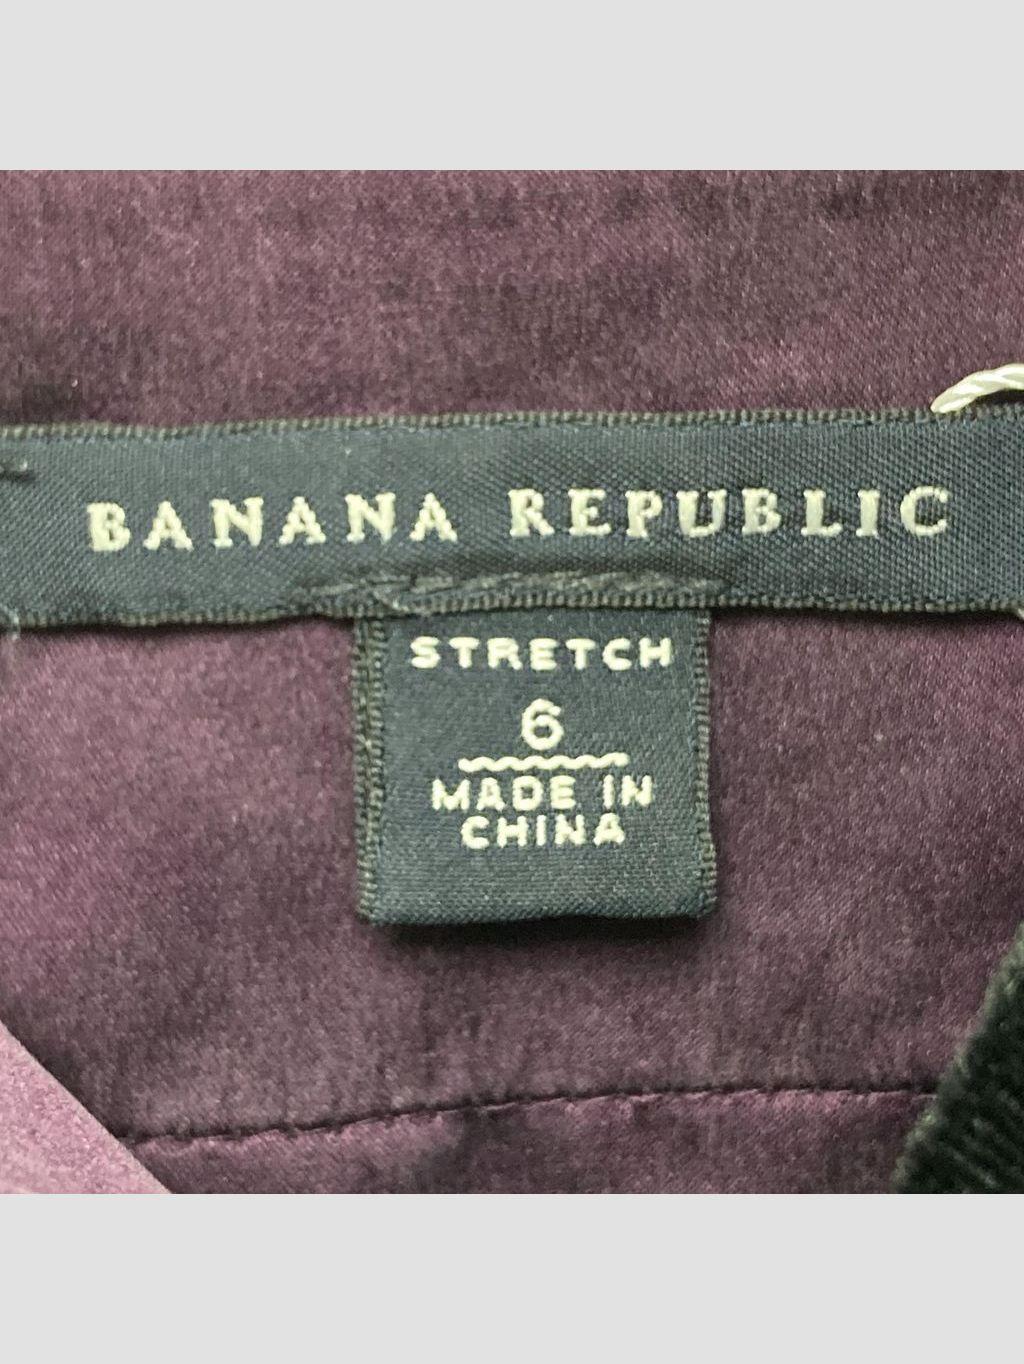 BANANA REPUBLIC
STRETCH
6
MADE IN
CHINA